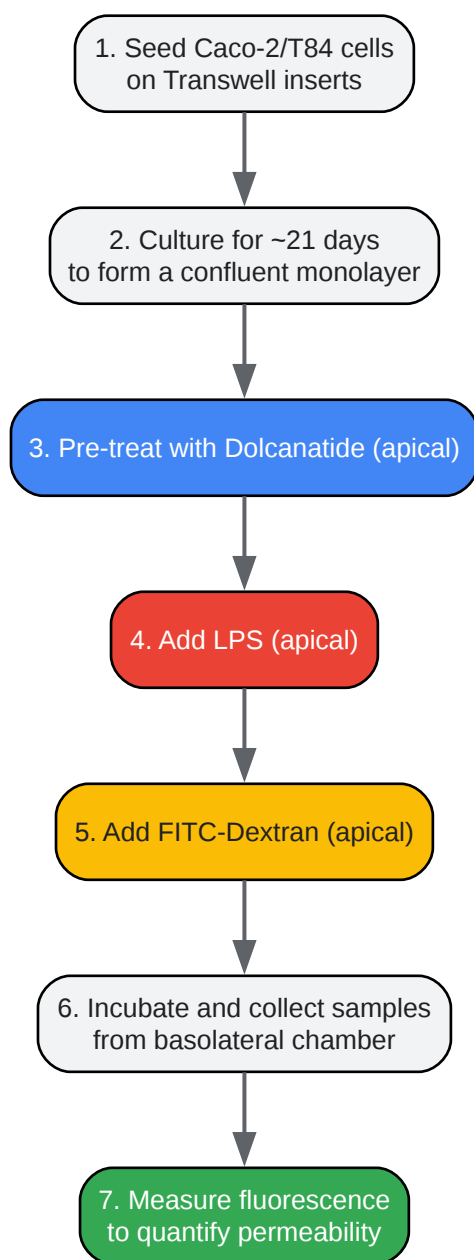 1. Seed Caco-2/T84 cells
on Transwell inserts
2. Culture for ~21 days
to form a confluent monolayer
3. Pre-treat with Dolcanatide (apical)
4. Add LPS (apical)
5. Add FITC-Dextran (apical)
6. Incubate and collect samples
from basolateral chamber
7. Measure fluorescence
to quantify permeability